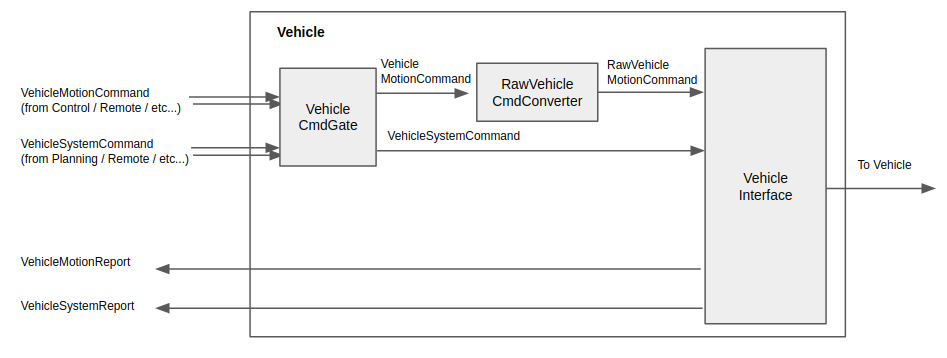 Vehicle
VehicleMotionCommand
(from Control / Remote / etc...)
VehicleSystemCommand
(from Planning / Remote / etc...)
Vehicle
CmdGate
Vehicle
MotionCommand
RawVehicle
CmdConverter
RawVehicle
MotionCommand
VehicleSystemCommand
Vehicle
Interface
To Vehicle
VehicleMotionReport
VehicleSystemReport